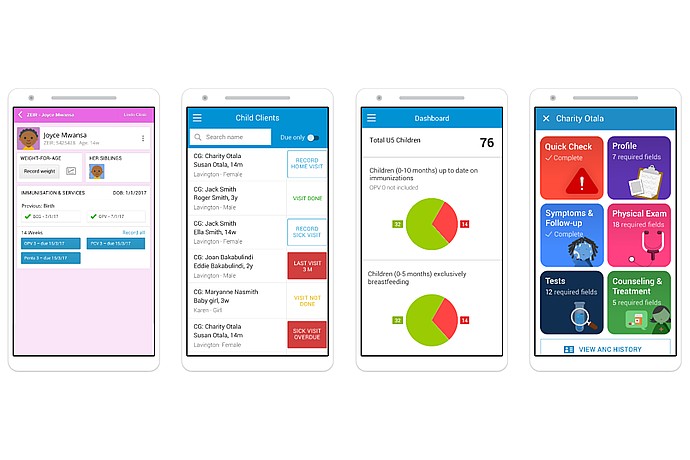 ZEIR - Joyce Mwansa
Joyce Mwansa
Age: 14w
WEIGHT-FOR-AGE
HER SIBLINGS
Record weight
IMMUNISATION & SERVICES
DOB: 1/1/2017
Previous: Birth
BCG - 7/1/17
OPV - 7/1/17
14 Weeks
Record all
OPV 3 - due 15/3/17
PCV 3 - due 15/3/17
Penta 3 - due 15/3/17
Child Clients
Search name
Due only
CG: Charity Otala
Susan Otala, 14m
Lavington · Female
RECORD
HOME VISIT
CG: Jack Smith
Roger Smith, 3y
Lavington · Male
VISIT DONE
CG: Jack Smith
Ella Smith, 14w
Lavington · Female
RECORD
SICK VISIT
CG: Joan Bakabulindi
Eddie Bakabulindi, 2y
Lavington · Male
LAST VISIT
3 M
CG: Maryanne Nasmith
Baby girl, 3w
Karen · Girl
VISIT NOT
DONE
CG: Charity Otala
Susan Otala, 14m
Lavington · Female
SICK VISIT
OVERDUE
Dashboard
Total U5 Children
76
Children (0-10 months) up to date on
immunizations
OPV 0 not included
32
14
Children (0-5 months) exclusively
breastfeeding
32
14
Charity Otala
Quick Check
Complete
Profile
7 required fields
Symptoms &
Follow-up
Complete
Physical Exam
18 required fields
Tests
12 required fields
Counseling &
Treatment
5 required fields
VIEW ANC HISTORY